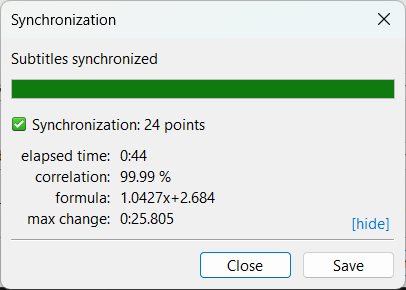 Synchronization
Subtitles synchronized
Synchronization: 24 points
elapsed time: 0:44
correlation: 99.99 %
formula: 1.0427x+2.684
max change: 0:25.805
[hide]
Close Save